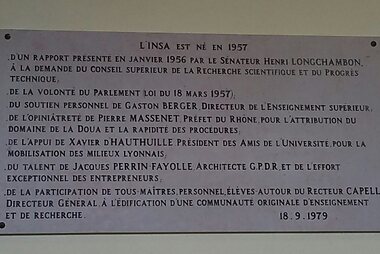 L'INSA EST NÉ EN 1957
.D'UN RAPPORT PRÉSENTÉ EN JANVIER 1956 PAR LE SÉNATEUR HENRI LONGCHAMBON,
À LA DEMANDE DU CONSEIL SUPÉRIEUR DE LA RECHERCHE SCIENTIFIQUE ET DU PROGRÈS
TECHNIQUE;
.DE LA VOLONTÉ DU PARLEMENT (LOI DU 18 MARS 1957);
.DU SOUTIEN PERSONNEL DE GASTON BERGER, DIRECTEUR DE L'ENSEIGNEMENT SUPÉRIEUR;
.DE L'OPINIÂTRETÉ DE PIERRE MASSENET, PRÉFET DU RHÔNE, POUR L'ATTRIBUTION DU
DOMAINE DE LA DOUA ET LA RAPIDITÉ DES PROCÉDURES;
.DE L'APPUI DE XAVIER D'HAUTHUILLE PRÉSIDENT DES AMIS DE L'UNIVERSITÉ, POUR LA
MOBILISATION DES MILIEUX LYONNAIS;
.DU TALENT DE JACQUES PERRIN-FAYOLLE, ARCHITECTE G.P.D.R, ET DE L'EFFORT
EXCEPTIONNEL DES ENTREPRENEURS;
.DE LA PARTICIPATION DE TOUS: MAÎTRES, PERSONNEL, ÉLÈVES AUTOUR DU RECTEUR CAPELLE
DIRECTEUR GÉNÉRAL À L'ÉDIFICATION D'UNE COMMUNAUTÉ ORIGINALE D'ENSEIGNEMENT
ET DE RECHERCHE. 18.9.1979